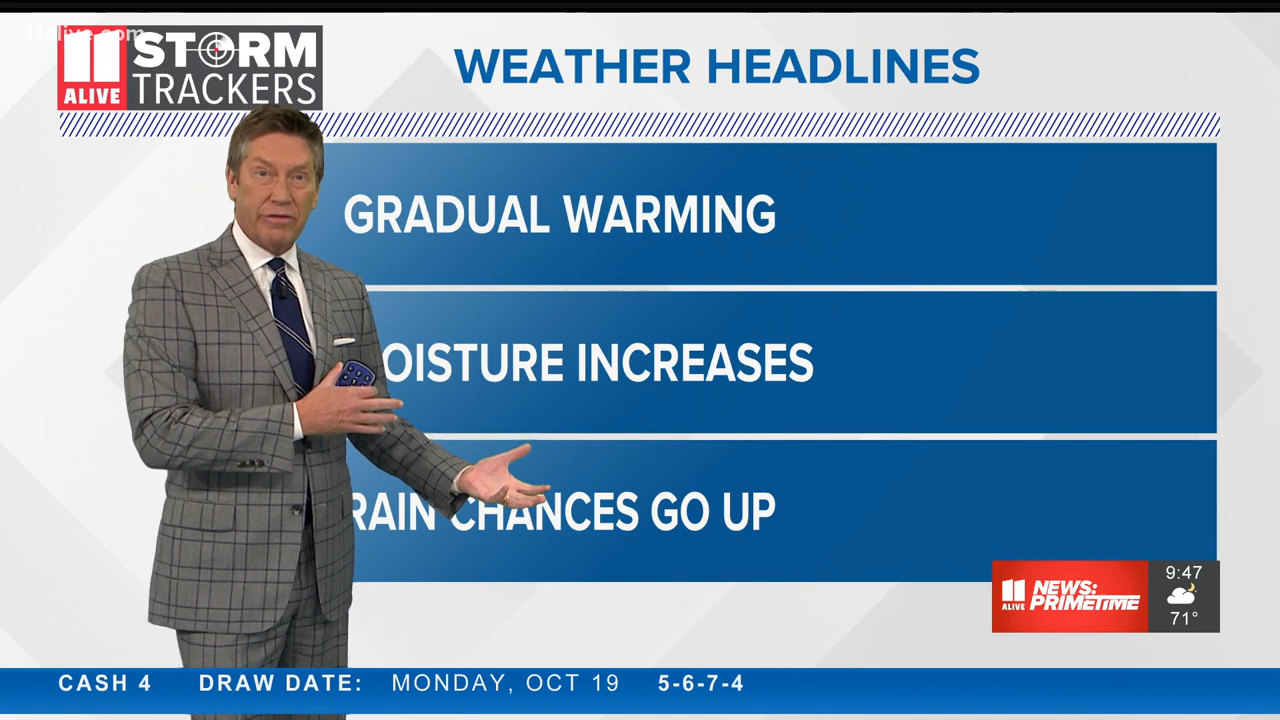 11alive.com
11 ALIVE
STORM
TRACKERS
WEATHER HEADLINES
GRADUAL WARMING
OISTURE INCREASES
RAIN CHANCES GO UP
11 ALIVE
NEWS:
PRIMETIME
9:47
71°
CASH 4 DRAW DATE: MONDAY, OCT 19 5-6-7-4